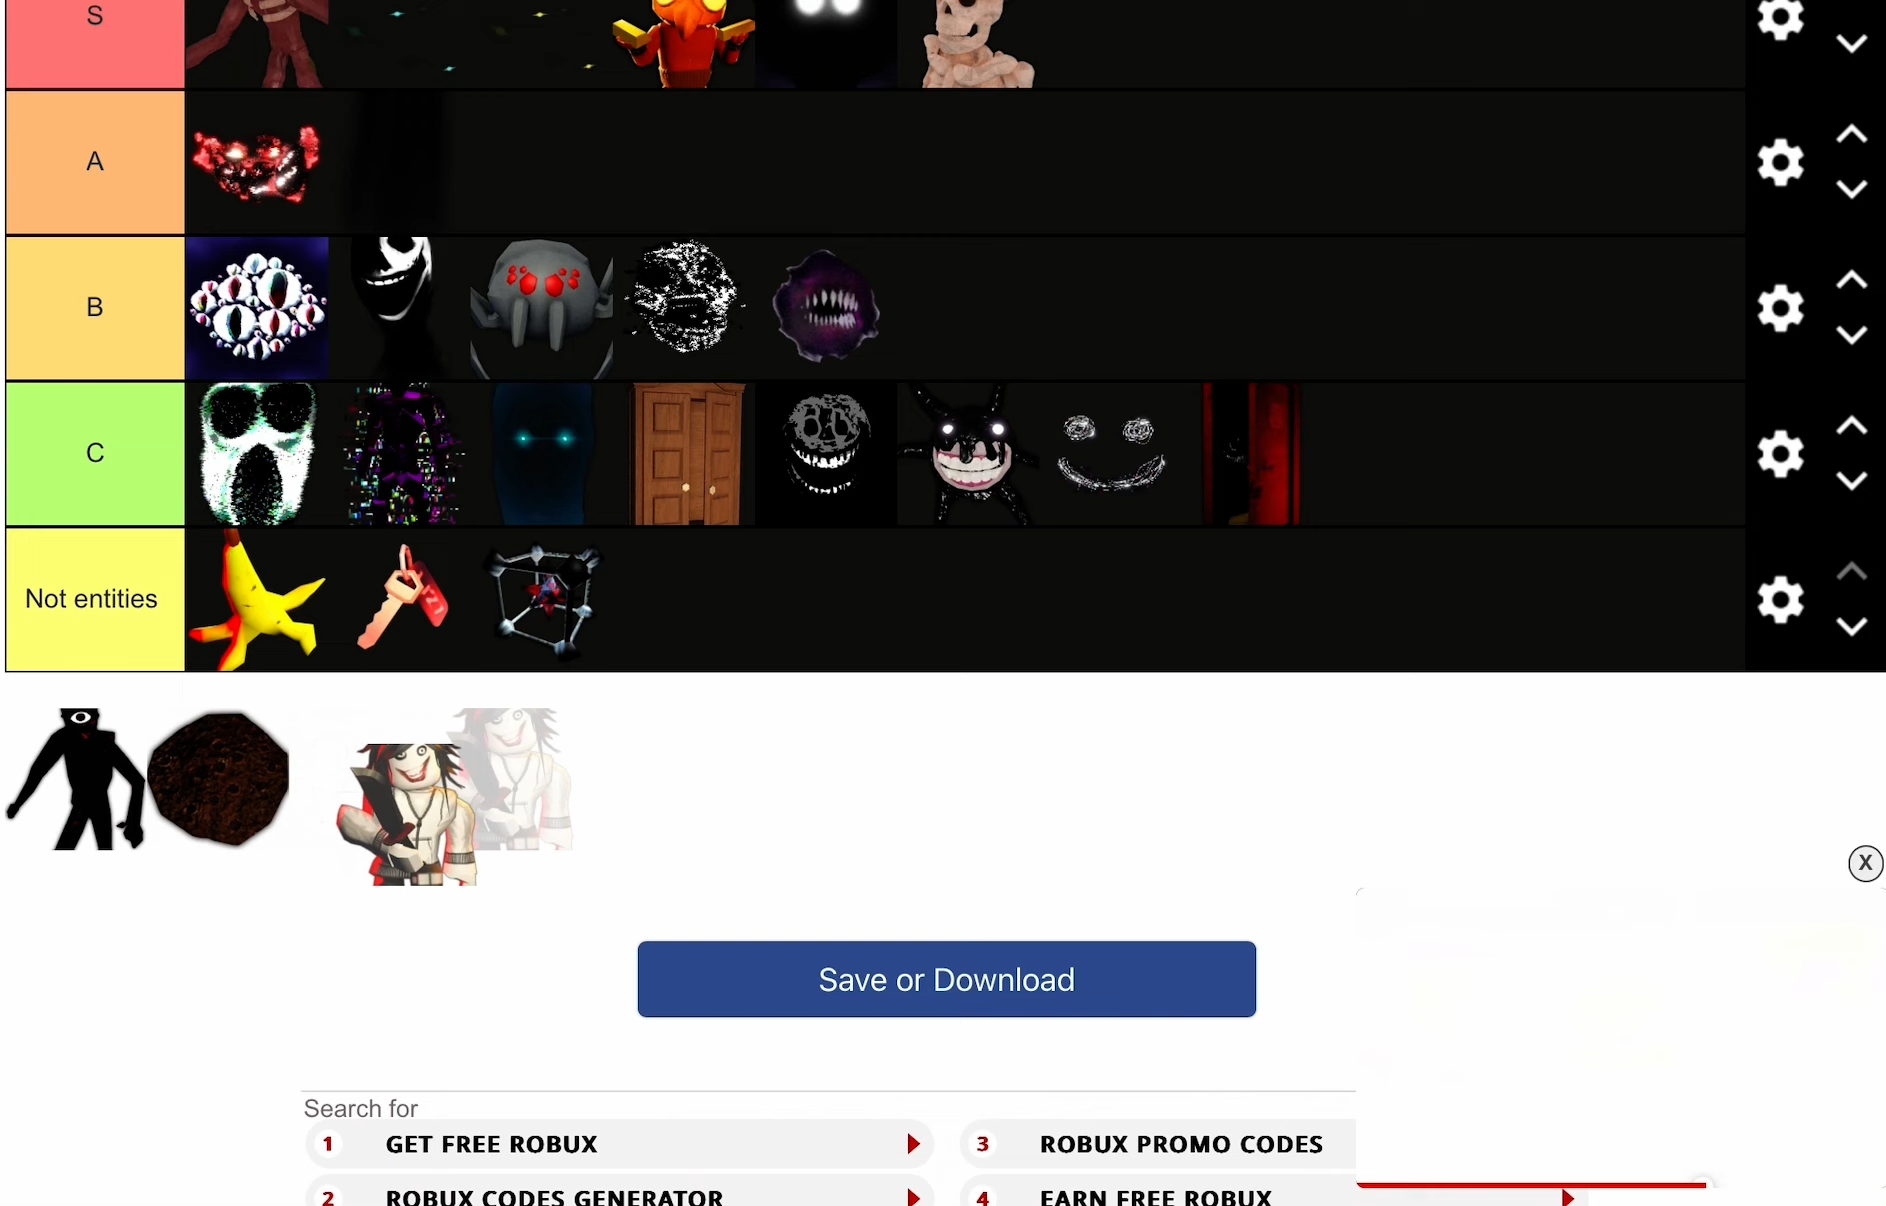 S
A
B
C
Not entities
X
Save or Download
Search for
1 GET FREE ROBUX
3 ROBUX PROMO CODES
2 ROBUX CODES GENERATOR
4 EARN FREE ROBUX